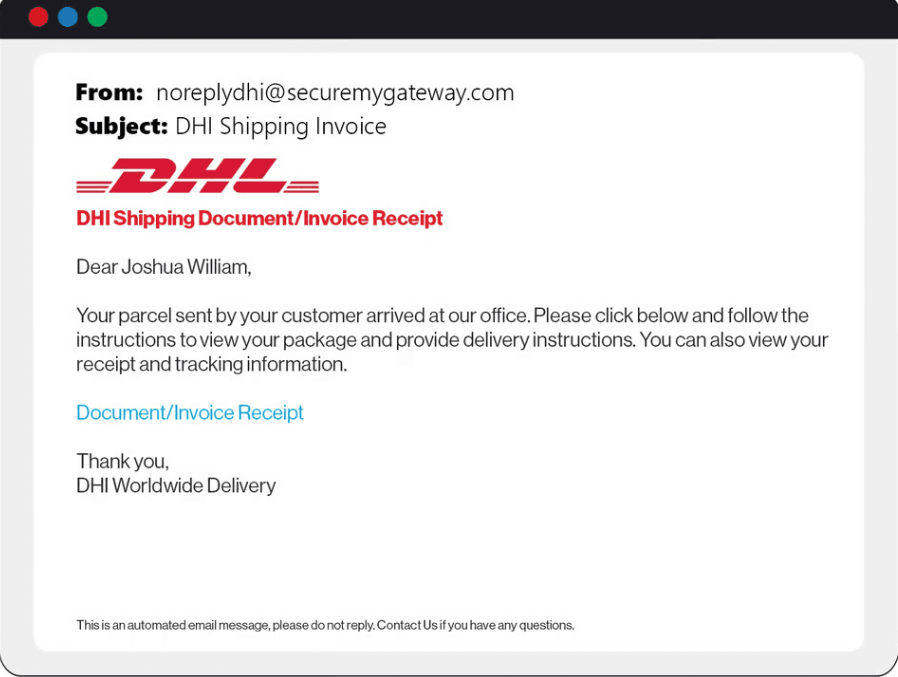 From: noreplydhi@securemygateway.com
Subject: DHI Shipping Invoice
DHL
DHI Shipping Document/Invoice Receipt
Dear Joshua William,
Your parcel sent by your customer arrived at our office. Please click below and follow the
instructions to view your package and provide delivery instructions. You can also view your
receipt and tracking information.
Document/Invoice Receipt
Thank you,
DHI Worldwide Delivery
This is an automated email message, please do not reply. Contact Us if you have any questions.